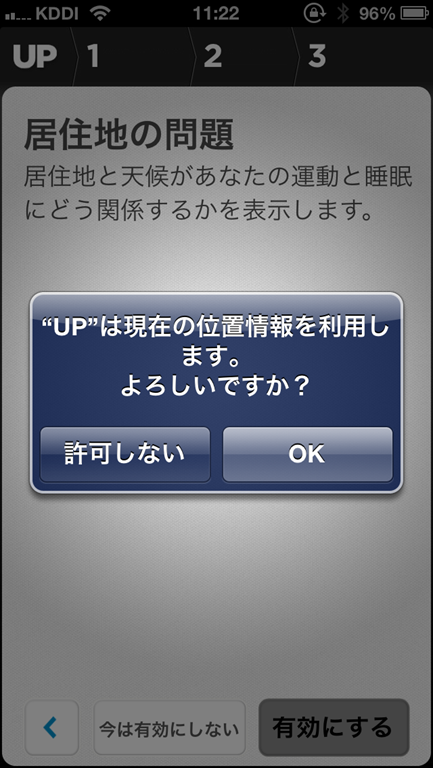 KDDI 11:22 96%
UP 1 2 3
居住地の問題
居住地と天候があなたの運動と睡眠
にどう関係するかを表示します。
“UP”は現在の位置情報を利用し
ます。
よろしいですか？
許可しない OK
今は有効にしない 有効にする